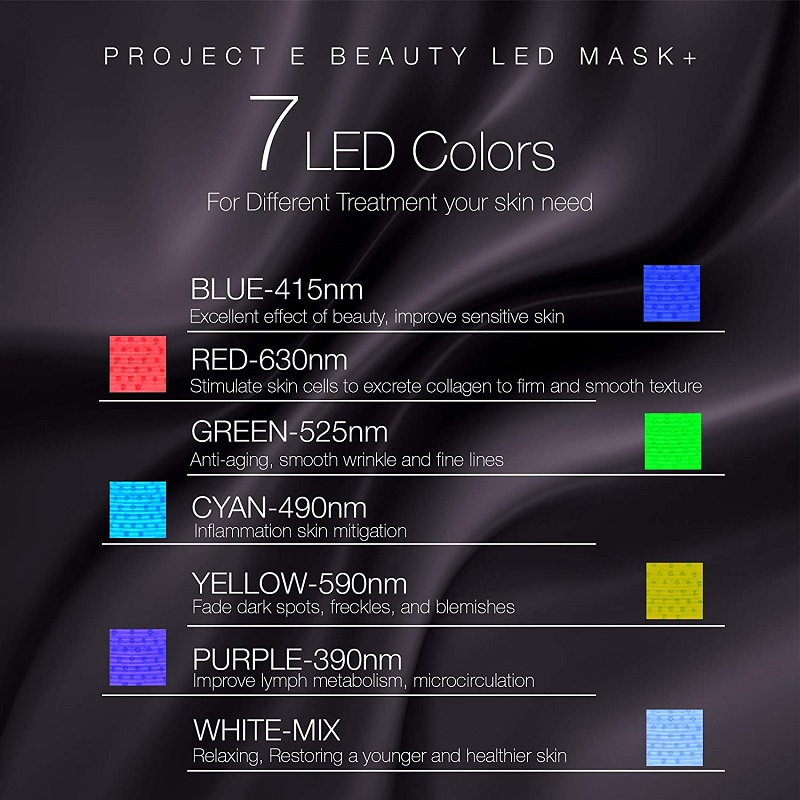 PROJECT E BEAUTY LED MASK+
7 LED Colors
For Different Treatment your skin need
BLUE-415nm
Excellent effect of beauty, improve sensitive skin
RED-630nm
Stimulate skin cells to excrete collagen to firm and smooth texture
GREEN-525nm
Anti-aging, smooth wrinkle and fine lines
CYAN-490nm
Inflammation skin mitigation
YELLOW-590nm
Fade dark spots, freckles, and blemishes
PURPLE-390nm
Improve lymph metabolism, microcirculation
WHITE-MIX
Relaxing, Restoring a younger and healthier skin